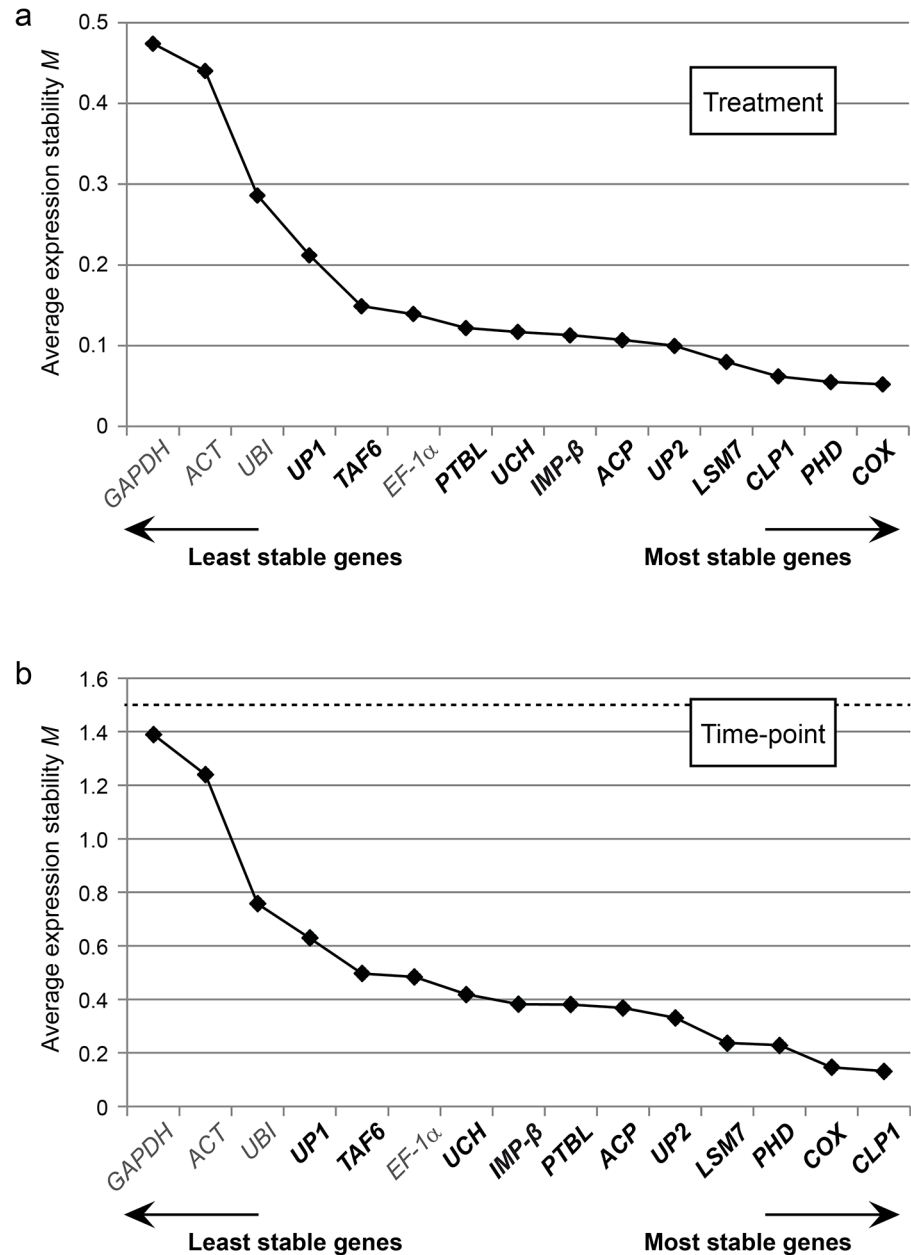 a
Average expression stability M
0.5
0.4
0.3
0.2
0.1
0
Treatment
GAPDH
ACT
UBI
UP1
TAF6
EF-1α
PTBL
UCH
IMP-β
ACP
UP2
LSM7
CLP1
PHD
COX
Least stable genes
Most stable genes
b
Average expression stability M
1.6
1.4
1.2
1.0
0.8
0.6
0.4
0.2
0
Time-point
GAPDH
ACT
UBI
UP1
TAF6
EF-1α
UCH
IMP-β
PTBL
ACP
UP2
LSM7
PHD
COX
CLP1
Least stable genes
Most stable genes